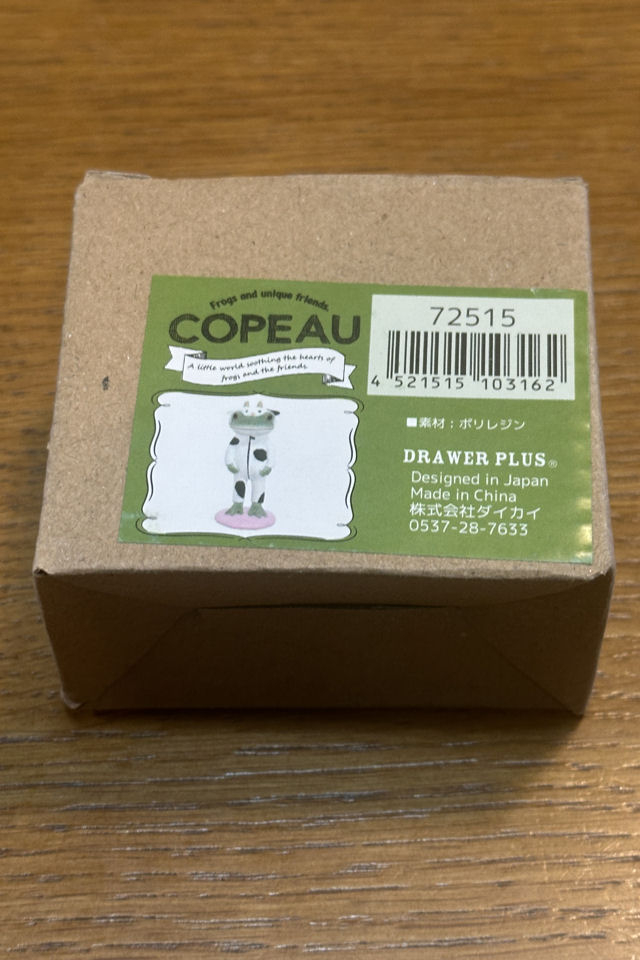 Frogs and unique friends.
COPEAU
A little world soothing the hearts of
frogs and the friends.
72515
4 521515 103162
■素材：ポリレジン
DRAWER PLUS®
Designed in Japan
Made in China
株式会社ダイカイ
0537-28-7633